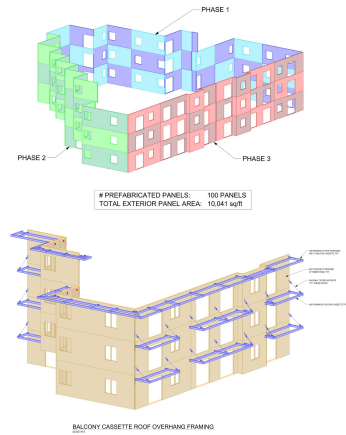 PHASE 1
PHASE 2
PHASE 3
# PREFABRICATED PANELS: 100 PANELS
TOTAL EXTERIOR PANEL AREA: 10,041 sq/ft
BALCONY CASSETTE ROOF OVERHANG FRAMING